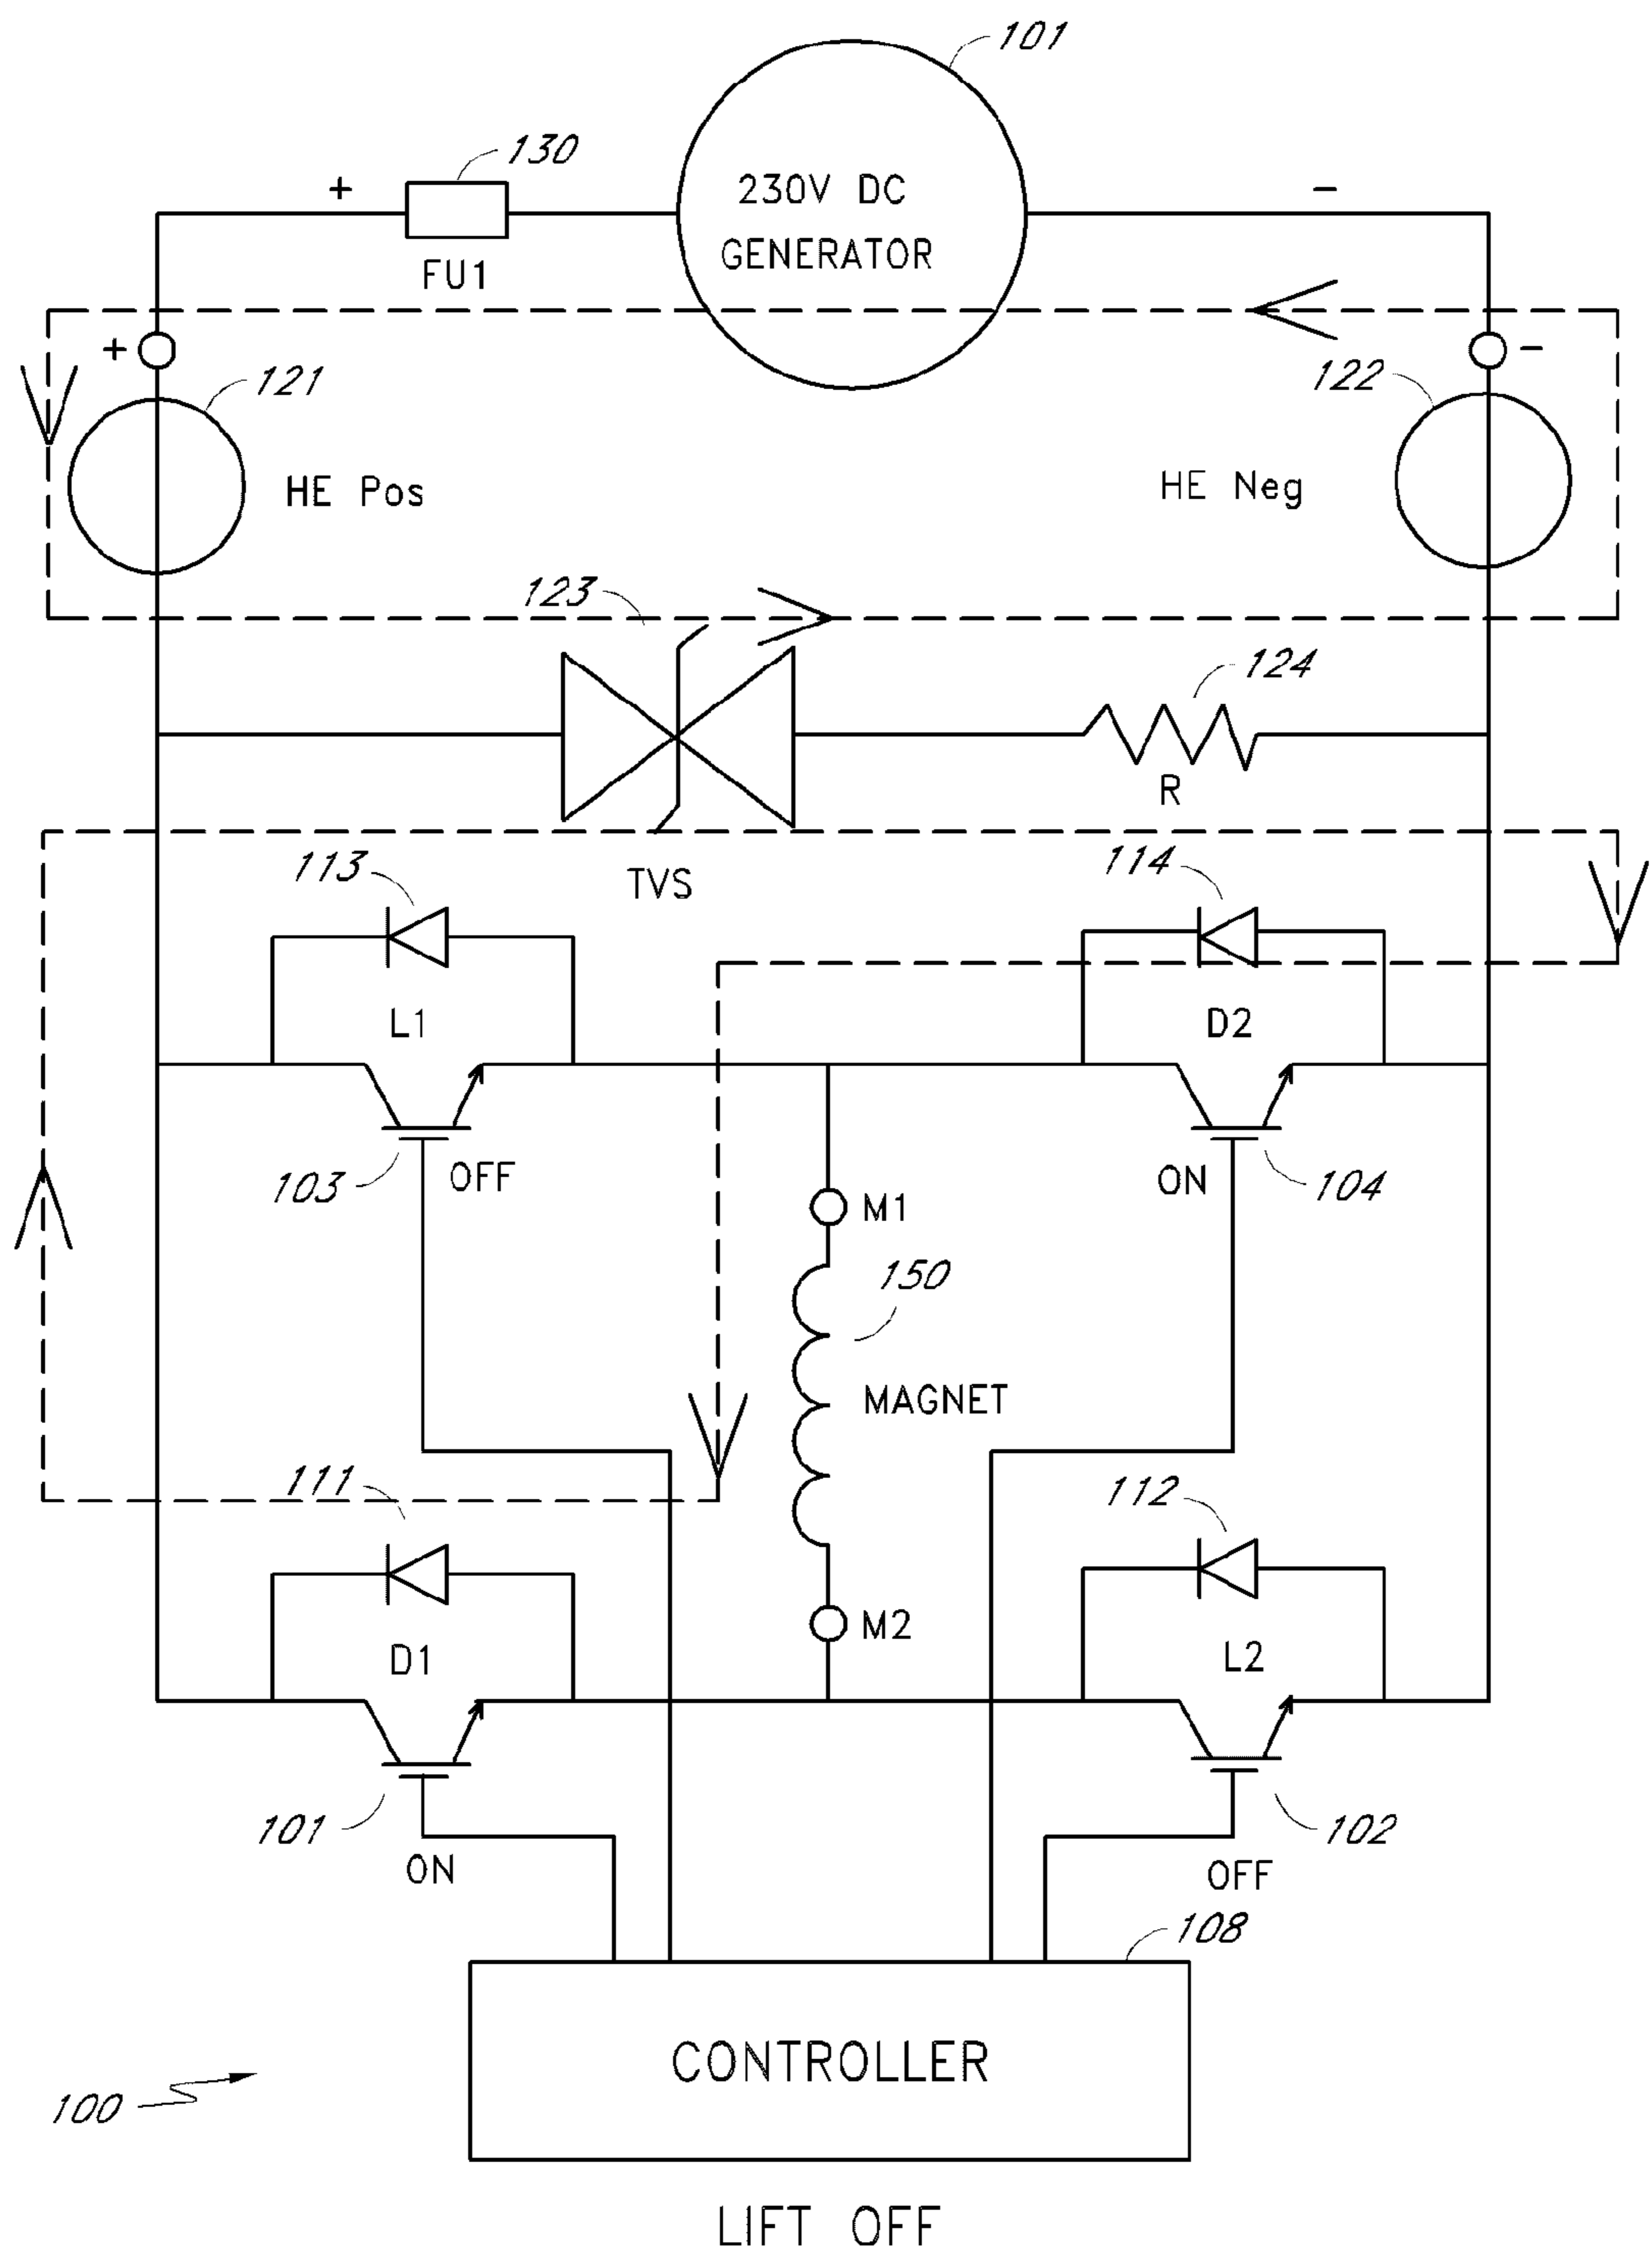 101
130
+
230V DC
-
GENERATOR
FU1
+
-
121
122
HE Pos
HE Neg
123
124
R
113
114
TVS
L1
D2
103
OFF
ON
104
M1
150
MAGNET
111
112
M2
D1
L2
101
102
ON
OFF
108
CONTROLLER
100
LIFT OFF